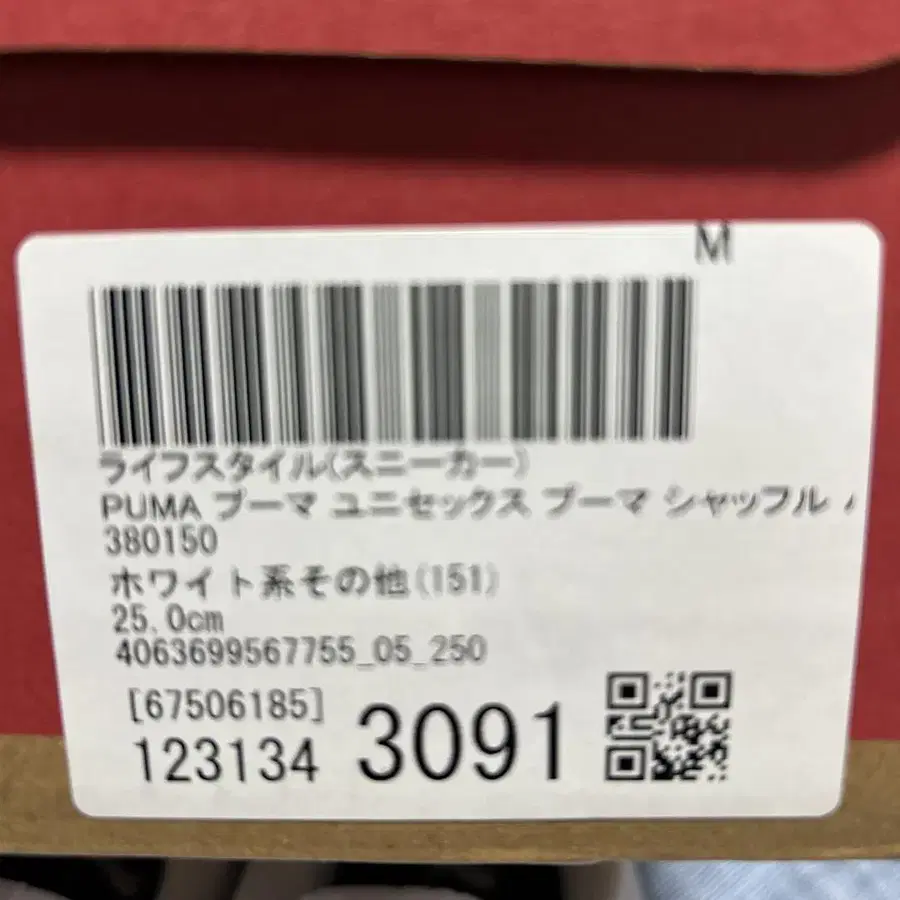 M
ライフスタイル(スニーカー)
PUMA プーマ ユニセックス プーマ シャッフル
380150
ホワイト系その他(151)
25.0cm
4063699567755_05_250
[67506185]
123134 3091